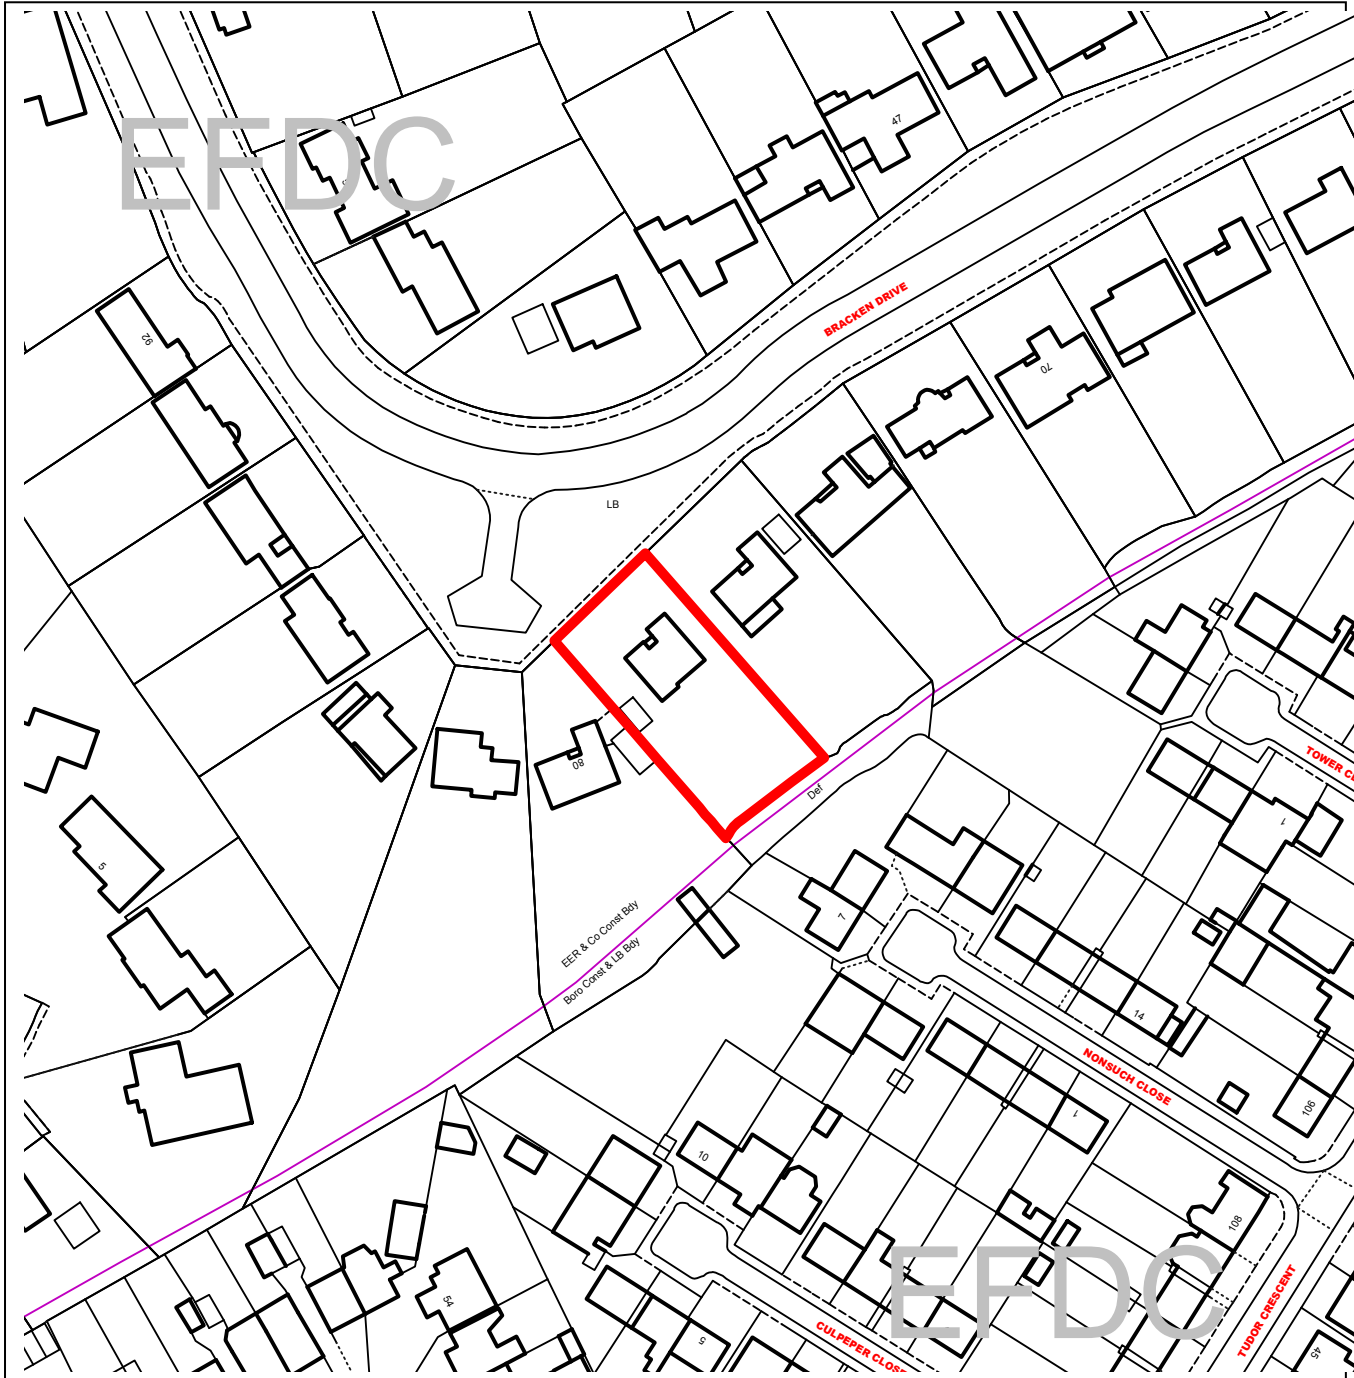 EFDC
47
BRACKEN DRIVE
92
70
LB
80
TOWER
Def
5
1
7
EER & Co Const Bdy
Boro Const & LB Bdy
14
NONSUCH CLOSE
106
1
10
108
EFDC
TUDOR CRESCENT
54
5
CULPEPER CLOSE
45